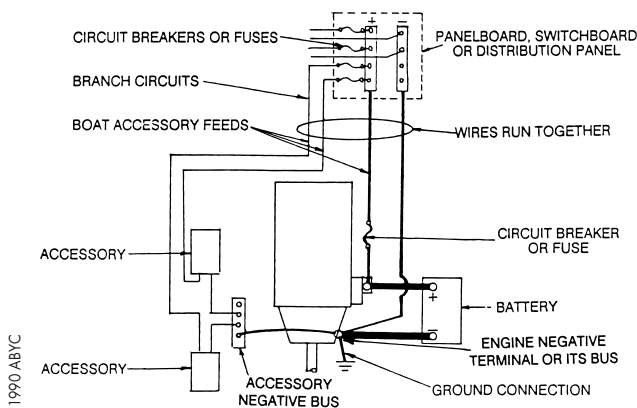 + −
CIRCUIT BREAKERS OR FUSES
PANELBOARD, SWITCHBOARD
OR DISTRIBUTION PANEL
BRANCH CIRCUITS
BOAT ACCESSORY FEEDS
WIRES RUN TOGETHER
CIRCUIT BREAKER
OR FUSE
ACCESSORY
+
BATTERY
−
ENGINE NEGATIVE
TERMINAL OR ITS BUS
ACCESSORY
ACCESSORY
NEGATIVE BUS
GROUND CONNECTION
1990 ABYC